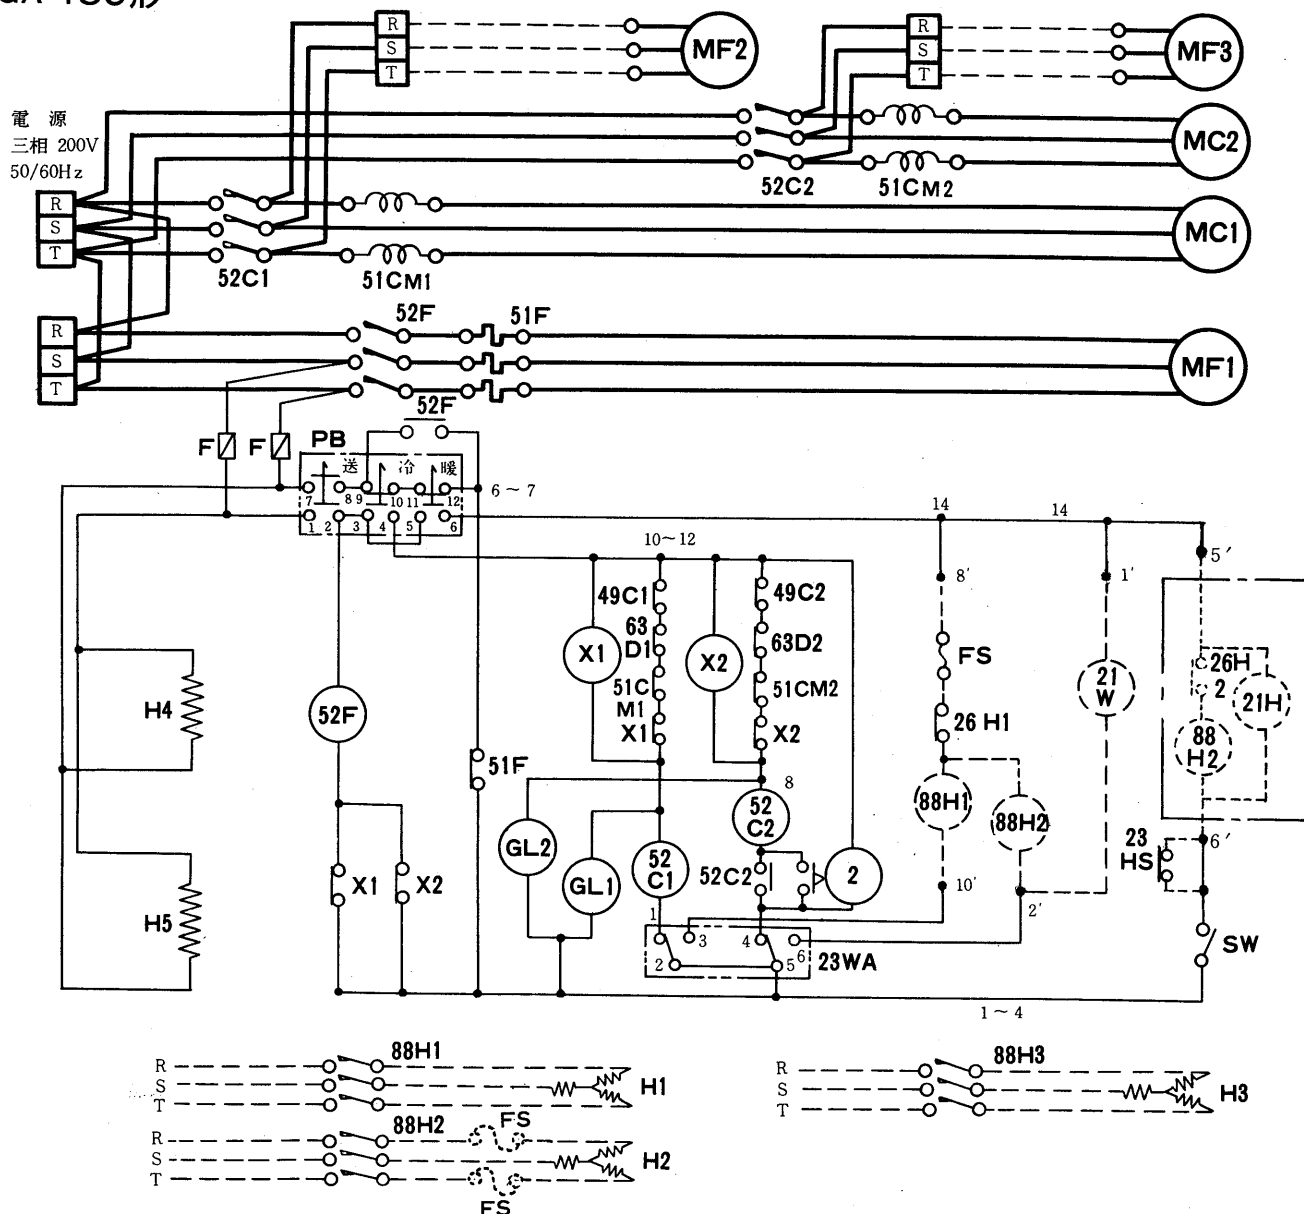 R
S
T
MF2
R
S
T
MF3
電源
三相 200V
50/60Hz
52C2
51CM2
MC2
R
S
T
52C1
51CM1
MC1
R
S
T
52F
51F
MF1
52F
F
F
PB
送
冷
暖
7
8
9
10
11
12
6～7
1
2
3
4
5
6
14
14
10～12
5′
8′
1′
49C1
49C2
63
D1
63D2
X1
X2
FS
51C
M1
51CM2
26H
2
21H
21
W
X1
X2
26 H1
H4
52F
88
H2
51F
8
88H1
88H2
52
C2
GL2
23
HS
6′
52
C1
52C2
2
X1
X2
GL1
10′
2′
H5
1
3
4
6
2
5
23WA
SW
1～4
R
S
T
88H1
H1
R
S
T
88H2
FS
FS
H2
R
S
T
88H3
H3